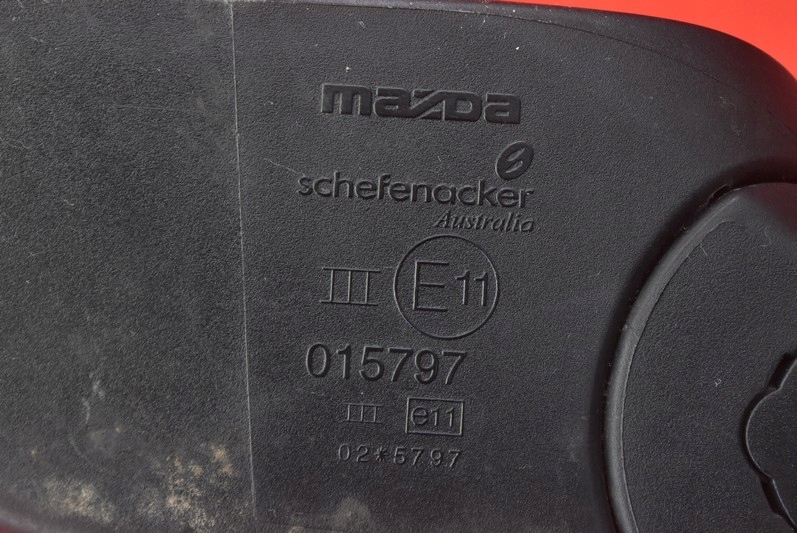 mazda
schefenacker
Australia
III E11
015797
III e11
02*5797